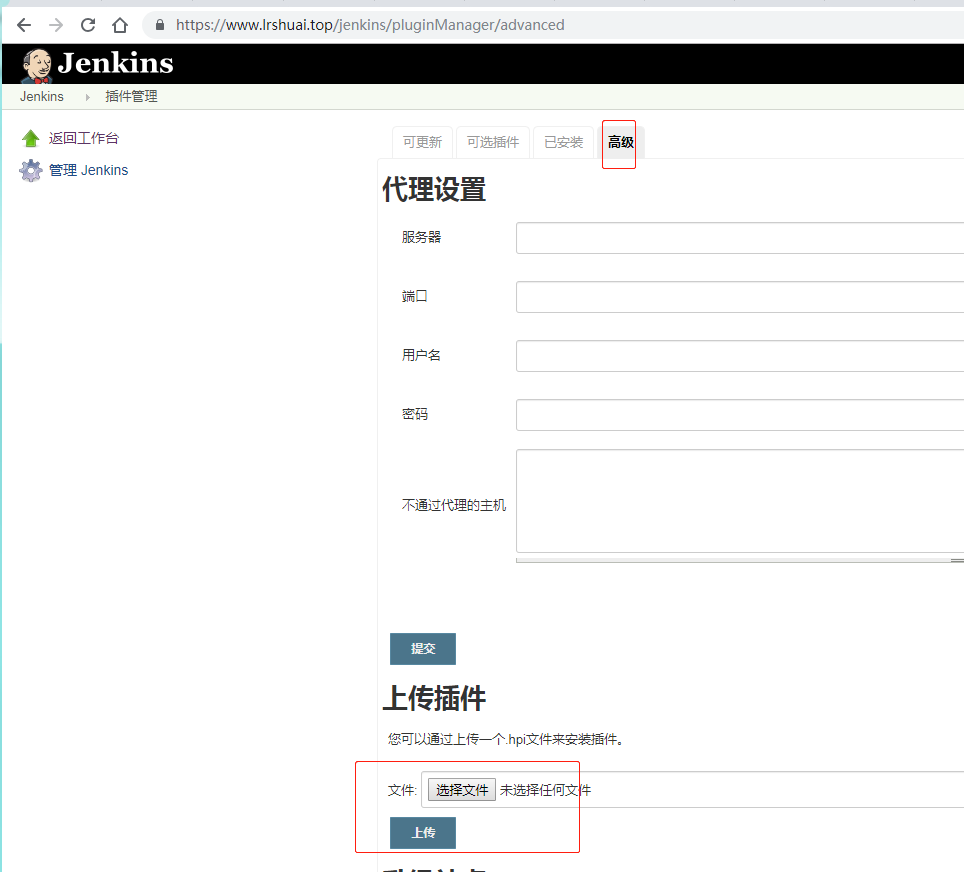 https://www.lrshuai.top/jenkins/pluginManager/advanced
Jenkins
Jenkins 插件管理
返回工作台
管理 Jenkins
可更新 可选插件 已安装 高级
代理设置
服务器
端口
用户名
密码
不通过代理的主机
提交
上传插件
您可以通过上传一个.hpi文件来安装插件。
文件: 选择文件 未选择任何文件
上传